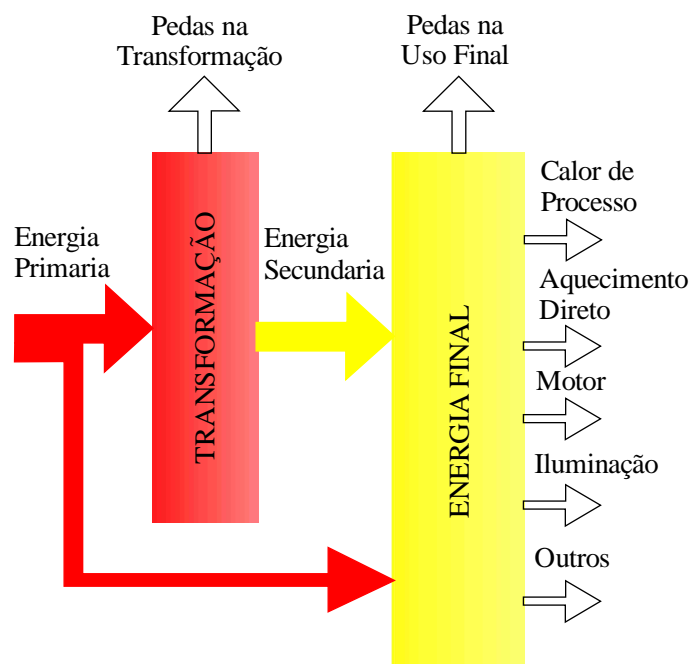 Pedas na
Transformação
Pedas na
Uso Final
Energia
Primaria
TRANSFORMAÇÃO
Energia
Secundaria
ENERGIA FINAL
Calor de
Processo
Aquecimento
Direto
Motor
Iluminação
Outros